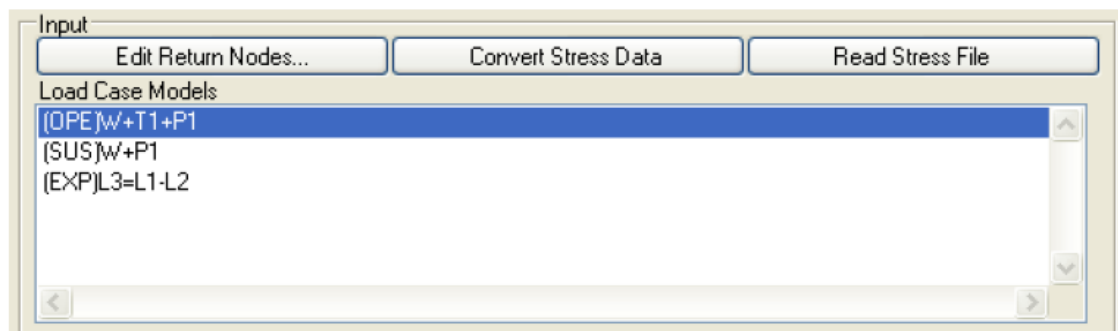 Input
Edit Return Nodes...
Convert Stress Data
Read Stress File
Load Case Models
(OPE)W+T1+P1
(SUS)W+P1
(EXP)L3=L1-L2